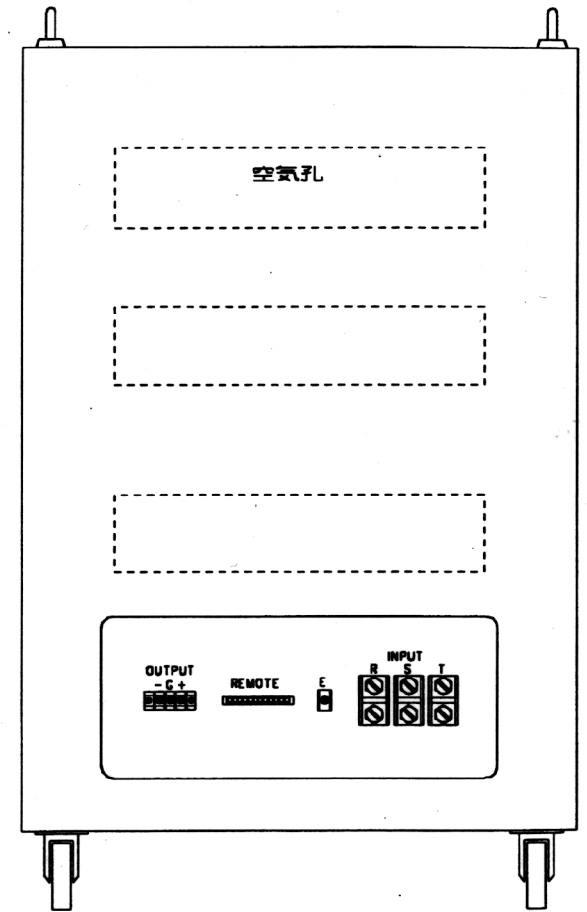 空気孔
INPUT
R S T
OUTPUT
- G +
REMOTE
E